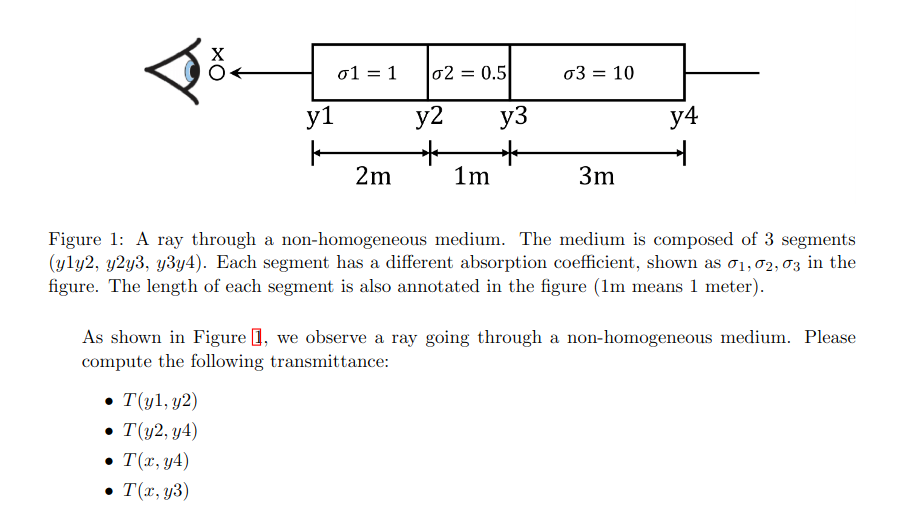 X
σ1 = 1 σ2 = 0.5 σ3 = 10
y1 y2 y3 y4
2m 1m 3m
Figure 1: A ray through a non-homogeneous medium. The medium is composed of 3 segments
(y1y2, y2y3, y3y4). Each segment has a different absorption coefficient, shown as σ₁, σ₂, σ₃ in the
figure. The length of each segment is also annotated in the figure (1m means 1 meter).
As shown in Figure 1, we observe a ray going through a non-homogeneous medium. Please
compute the following transmittance:
• T(y1, y2)
• T(y2, y4)
• T(x, y4)
• T(x, y3)